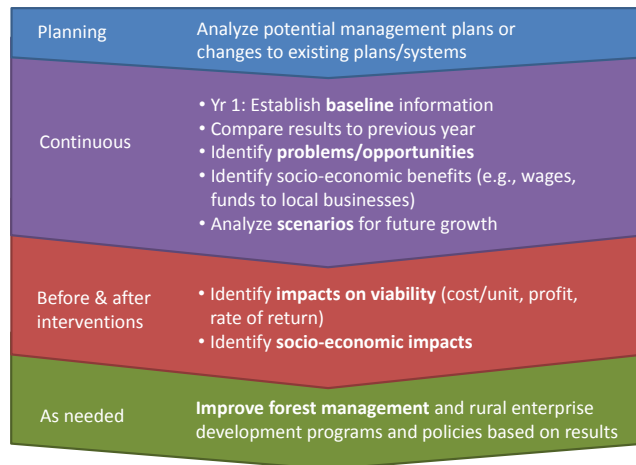 Planning
Analyze potential management plans or
changes to existing plans/systems
Continuous
• Yr 1: Establish baseline information
• Compare results to previous year
• Identify problems/opportunities
• Identify socio-economic benefits (e.g., wages,
funds to local businesses)
• Analyze scenarios for future growth
Before & after
interventions
• Identify impacts on viability (cost/unit, profit,
rate of return)
• Identify socio-economic impacts
As needed
Improve forest management and rural enterprise
development programs and policies based on results